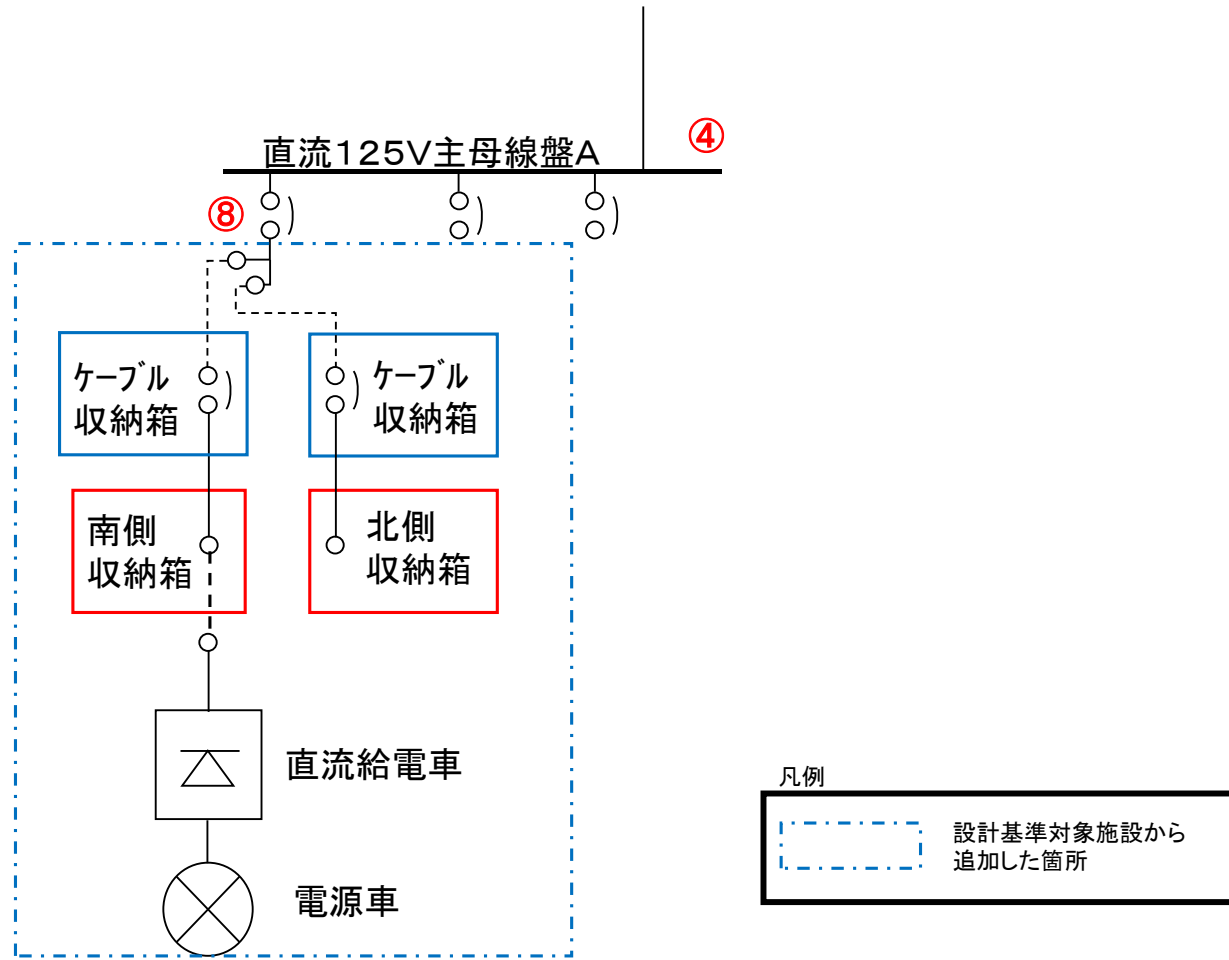 ④
直流125V主母線盤A
⑧
ケーブル
収納箱
ケーブル
収納箱
南側
収納箱
北側
収納箱
直流給電車
電源車
凡例
設計基準対象施設から
追加した箇所